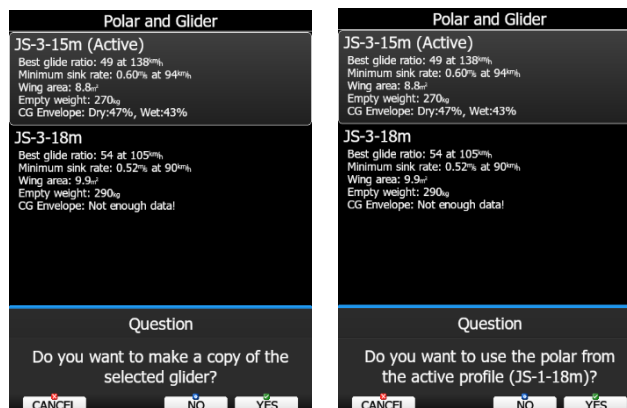 Polar and Glider
JS-3-15m (Active)
Best glide ratio: 49 at 138km/h
Minimum sink rate: 0.60m/s at 94km/h
Wing area: 8.8m²
Empty weight: 270kg
CG Envelope: Dry:47%, Wet:43%
JS-3-18m
Best glide ratio: 54 at 105km/h
Minimum sink rate: 0.52m/s at 90km/h
Wing area: 9.9m²
Empty weight: 290kg
CG Envelope: Not enough data!
Question
Do you want to make a copy of the
selected glider?
CANCEL NO YES
Polar and Glider
JS-3-15m (Active)
Best glide ratio: 49 at 138km/h
Minimum sink rate: 0.60m/s at 94km/h
Wing area: 8.8m²
Empty weight: 270kg
CG Envelope: Dry:47%, Wet:43%
JS-3-18m
Best glide ratio: 54 at 105km/h
Minimum sink rate: 0.52m/s at 90km/h
Wing area: 9.9m²
Empty weight: 290kg
CG Envelope: Not enough data!
Question
Do you want to use the polar from
the active profile (JS-1-18m)?
CANCEL NO YES